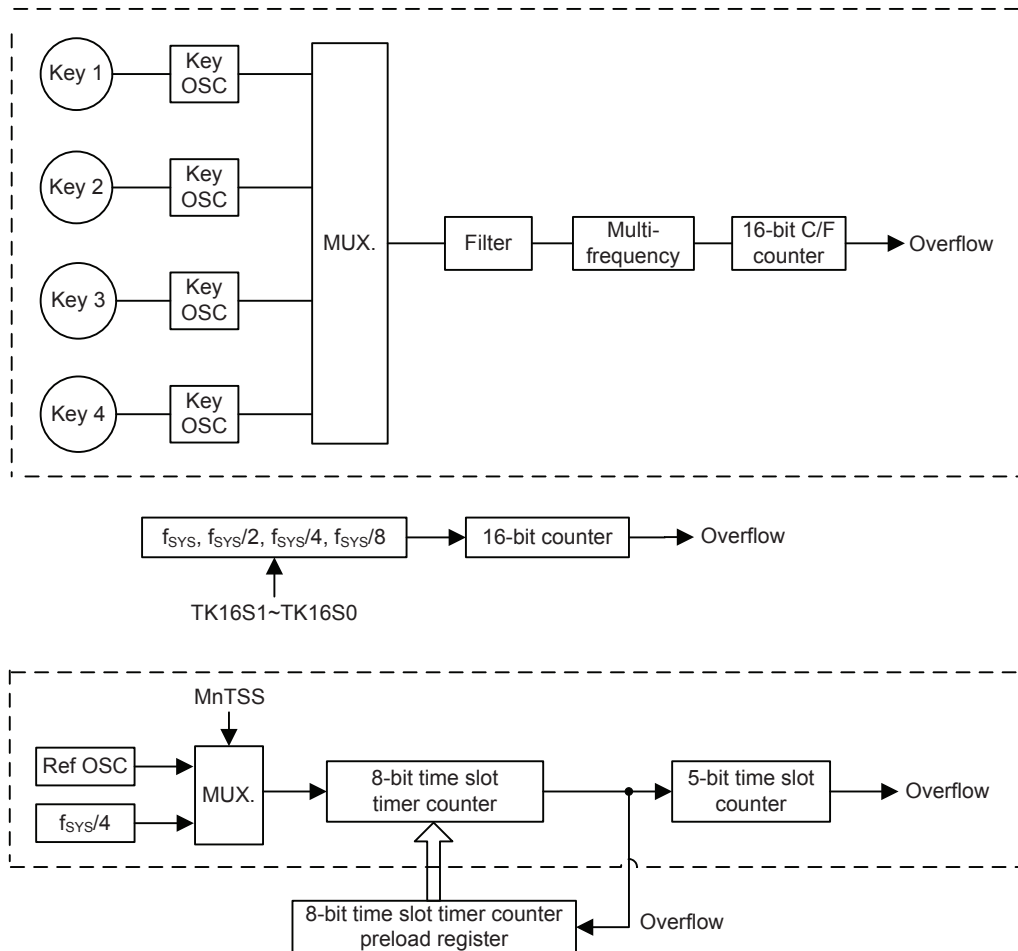 Key 1
Key
OSC
Key 2
Key
OSC
Key 3
Key
OSC
Key 4
Key
OSC
MUX.
Filter
Multi-
frequency
16-bit C/F
counter
Overflow
fSYS, fSYS/2, fSYS/4, fSYS/8
16-bit counter
Overflow
TK16S1~TK16S0
MnTSS
Ref OSC
fSYS/4
MUX.
8-bit time slot
timer counter
5-bit time slot
counter
Overflow
8-bit time slot timer counter
preload register
Overflow